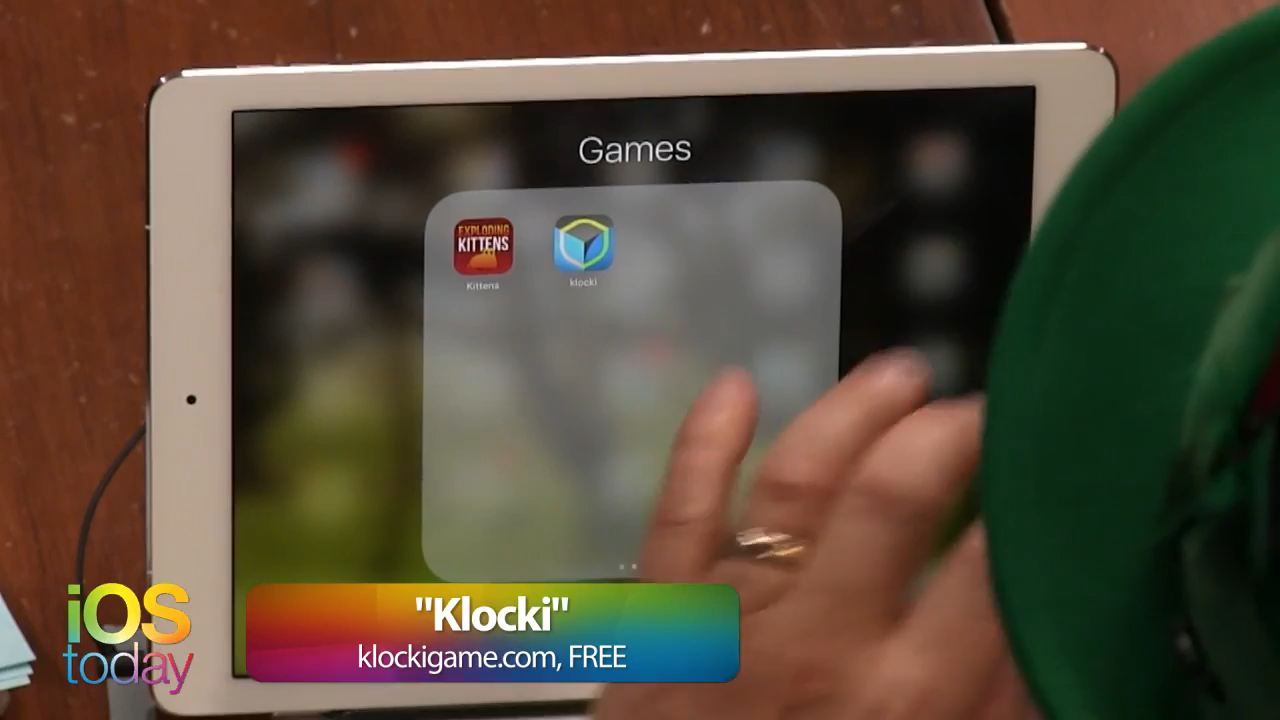 Games
EXPLODING
KITTENS
Kittens
klocki
iOS
today
"Klocki"
klockigame.com, FREE